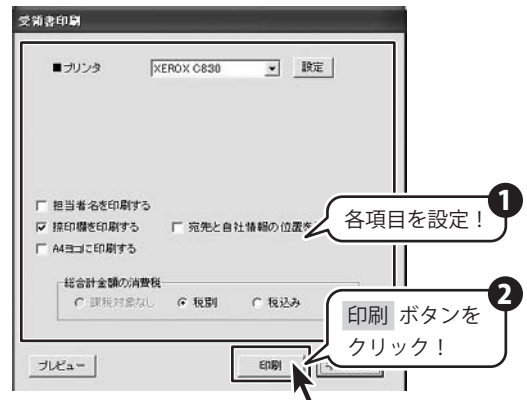 受領書印刷
■プリンタ XEROX C830 設定
担当者名を印刷する
捺印欄を印刷する 宛先と自社情報の位置を
A4ヨコに印刷する
総合計金額の消費税
課税対象なし 税別 税込み
プレビュー 印刷
1
各項目を設定！
2
印刷 ボタンを
クリック！